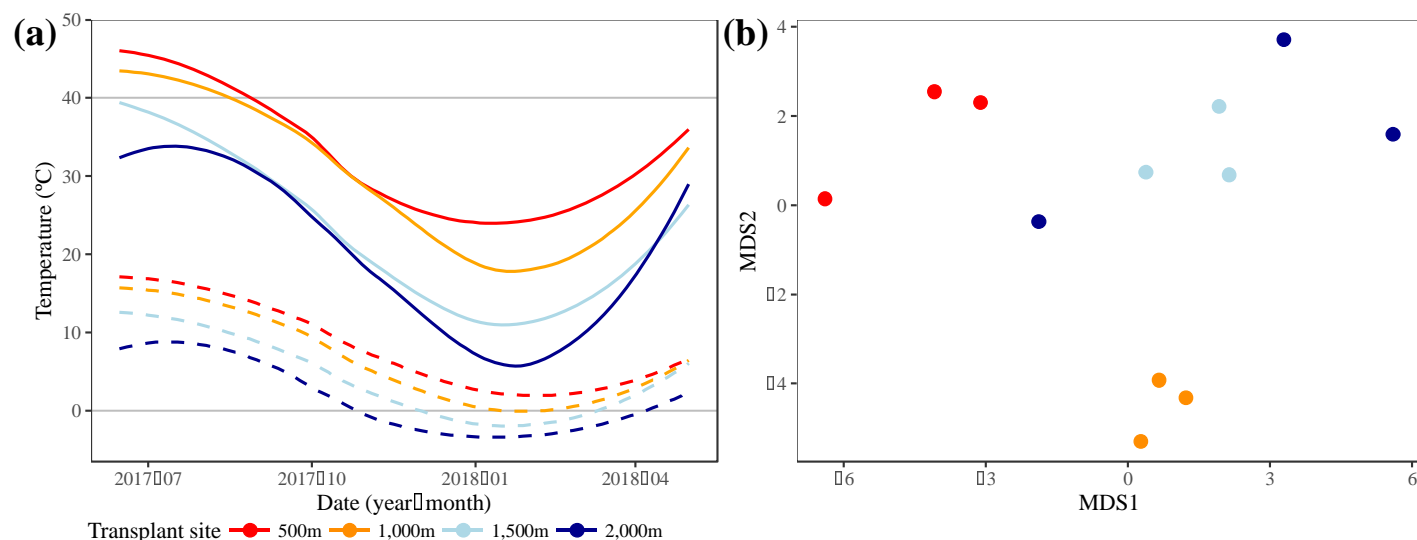 (a)
50
40
30
20
10
0
Temperature (ºC)
2017▯07
2017▯10
2018▯01
2018▯04
Date (year▯month)
(b)
4
2
0
▯2
▯4
MDS2
▯6
▯3
0
3
6
MDS1
Transplant site 500m 1,000m 1,500m 2,000m